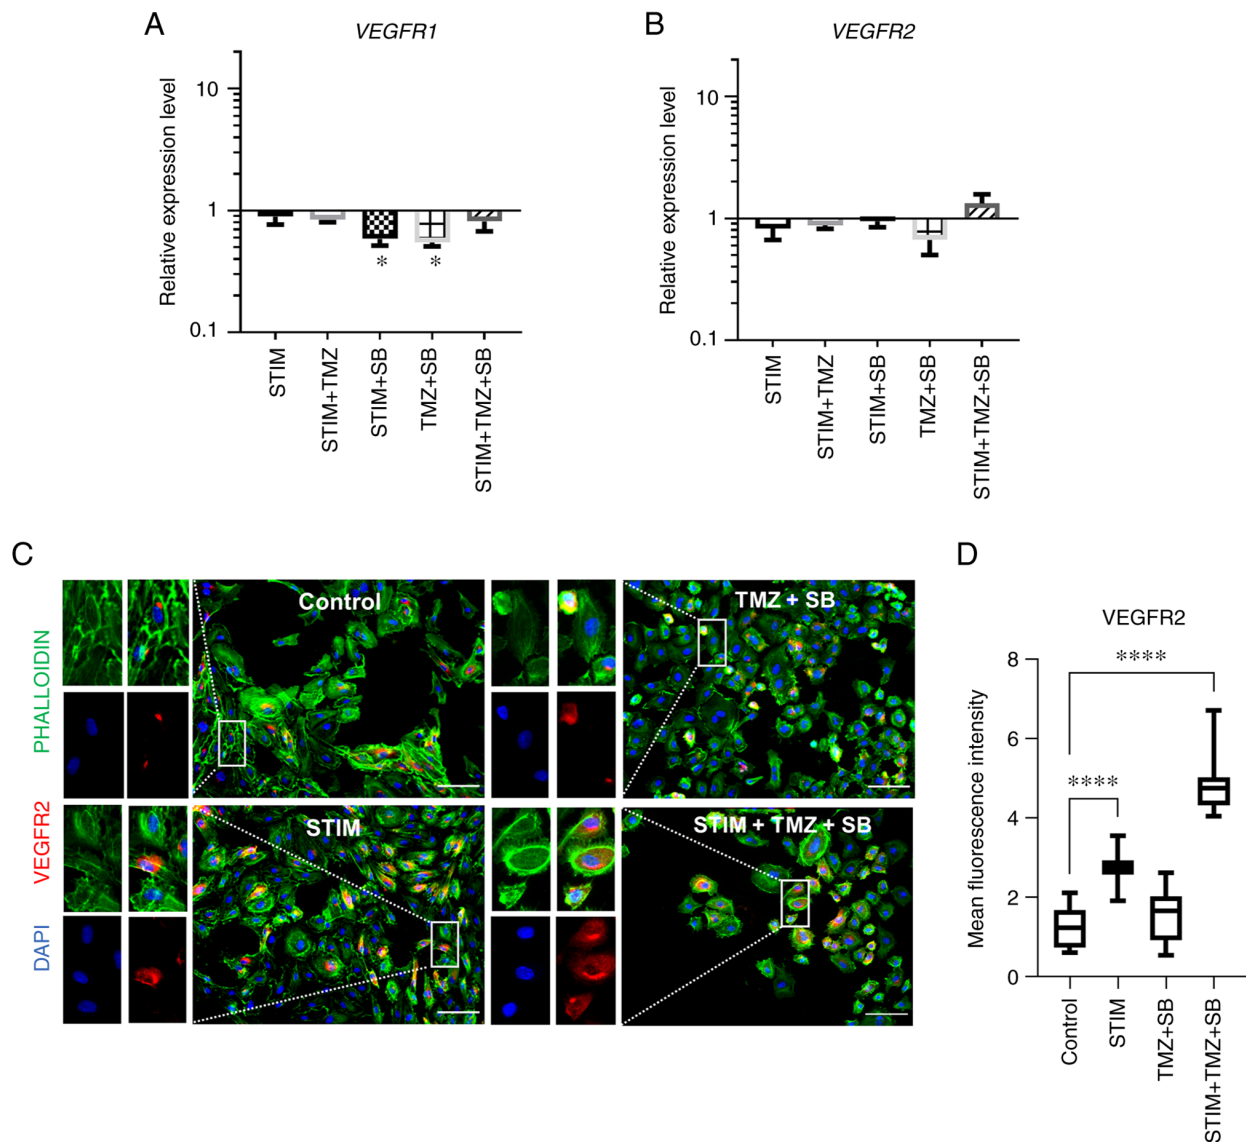 A
VEGFR1
Relative expression level
10
1
0.1
*
*
STIM
STIM+TMZ
STIM+SB
TMZ+SB
STIM+TMZ+SB
B
VEGFR2
Relative expression level
10
1
0.1
STIM
STIM+TMZ
STIM+SB
TMZ+SB
STIM+TMZ+SB
C
DAPI VEGFR2 PHALLOIDIN
Control
TMZ + SB
STIM
STIM + TMZ + SB
D
VEGFR2
Mean fluorescence intensity
8
6
4
2
0
****
****
Control
STIM
TMZ+SB
STIM+TMZ+SB